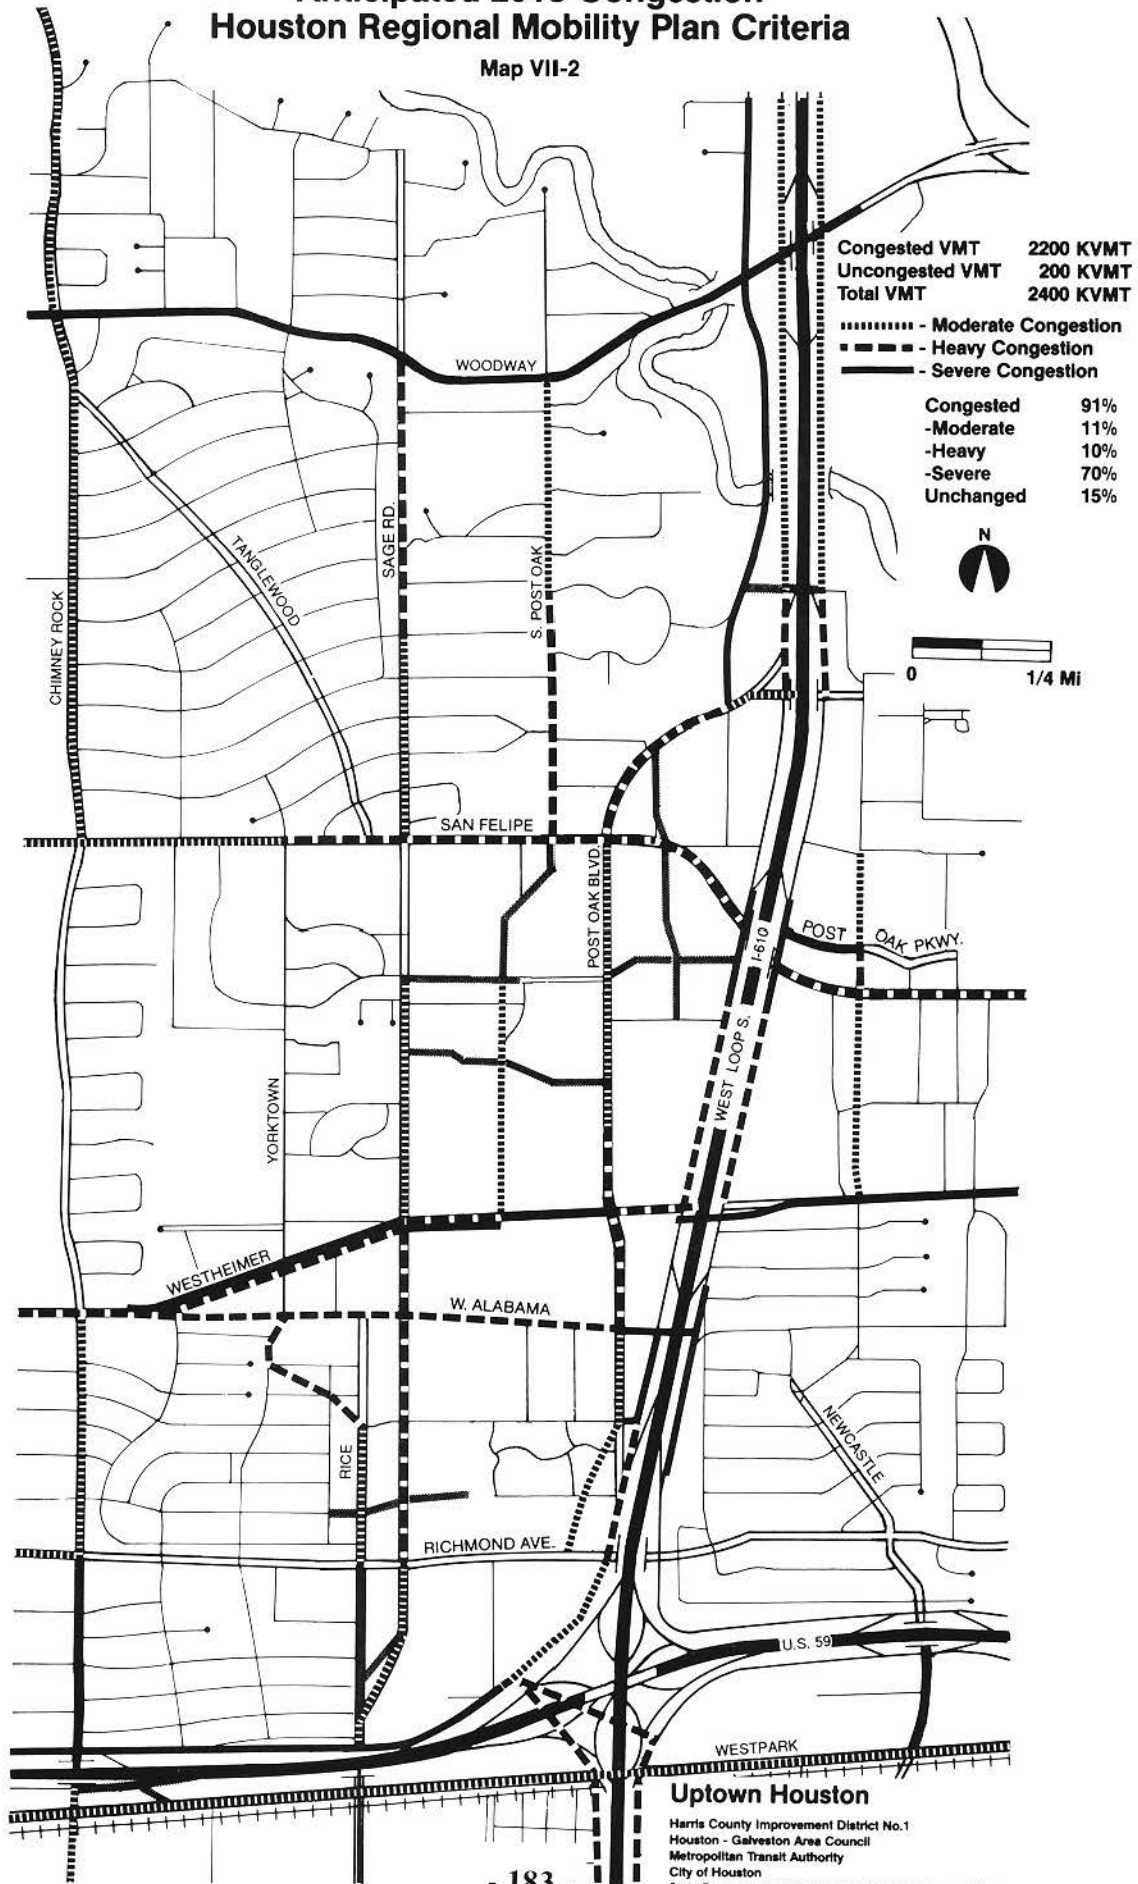 Anticipated 2015 Congestion
Houston Regional Mobility Plan Criteria
Map VII-2
Congested VMT 2200 KVMT
Uncongested VMT 200 KVMT
Total VMT 2400 KVMT
- Moderate Congestion
- Heavy Congestion
- Severe Congestion
Congested 91%
-Moderate 11%
-Heavy 10%
-Severe 70%
Unchanged 15%
N
0 1/4 Mi
WOODWAY
TANGLEWOOD
SAGE RD.
S. POST OAK
CHIMNEY ROCK
SAN FELIPE
POST OAK BLVD.
I-610
POST OAK PKWY.
WEST LOOP S.
YORKTOWN
WESTHEIMER
W. ALABAMA
RICE
NEWCASTLE
RICHMOND AVE.
U.S. 59
WESTPARK
Uptown Houston
Harris County Improvement District No.1
Houston - Galveston Area Council
Metropolitan Transit Authority
City of Houston
183